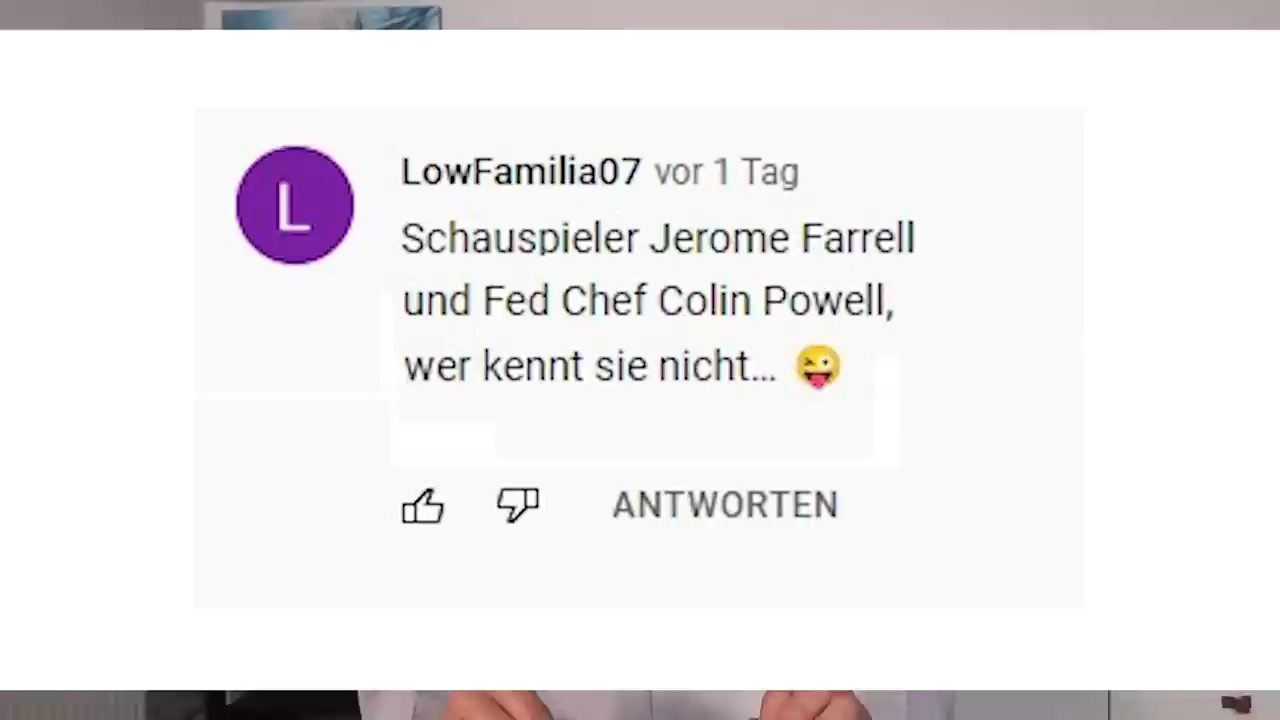 L
LowFamilia07 vor 1 Tag
Schauspieler Jerome Farrell
und Fed Chef Colin Powell,
wer kennt sie nicht... 😜
ANTWORTEN